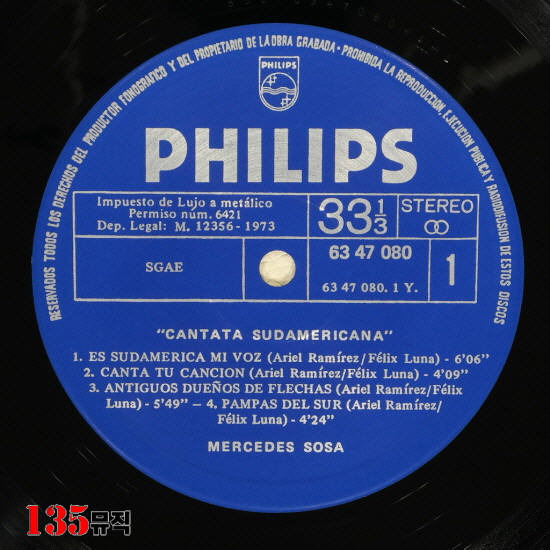 RESERVADOS TODOS LOS DERECHOS DEL PRODUCTOR FONOGRAFICO Y DEL PROPIETARIO DE LA OBRA GRABADA - PROHIBIDA LA REPRODUCCION, EJECUCION PUBLICA Y RADIODIFUSION DE ESTOS DISCOS
PHILIPS
PHILIPS
Impuesto de Lujo a metálico
Permiso núm. 6421
Dep. Legal: M. 12356 - 1973
33 1/3
STEREO
SGAE
63 47 080
63 47 080. 1 Y.
1
"CANTATA SUDAMERICANA"
1. ES SUDAMERICA MI VOZ (Ariel Ramírez/Félix Luna) - 6'06"
2. CANTA TU CANCION (Ariel Ramírez/Félix Luna) - 4'09"
3. ANTIGUOS DUEÑOS DE FLECHAS (Ariel Ramírez/Félix
Luna) - 5'49" - 4. PAMPAS DEL SUR (Ariel Ramírez/
Félix Luna) - 4'24"
MERCEDES SOSA
135뮤직